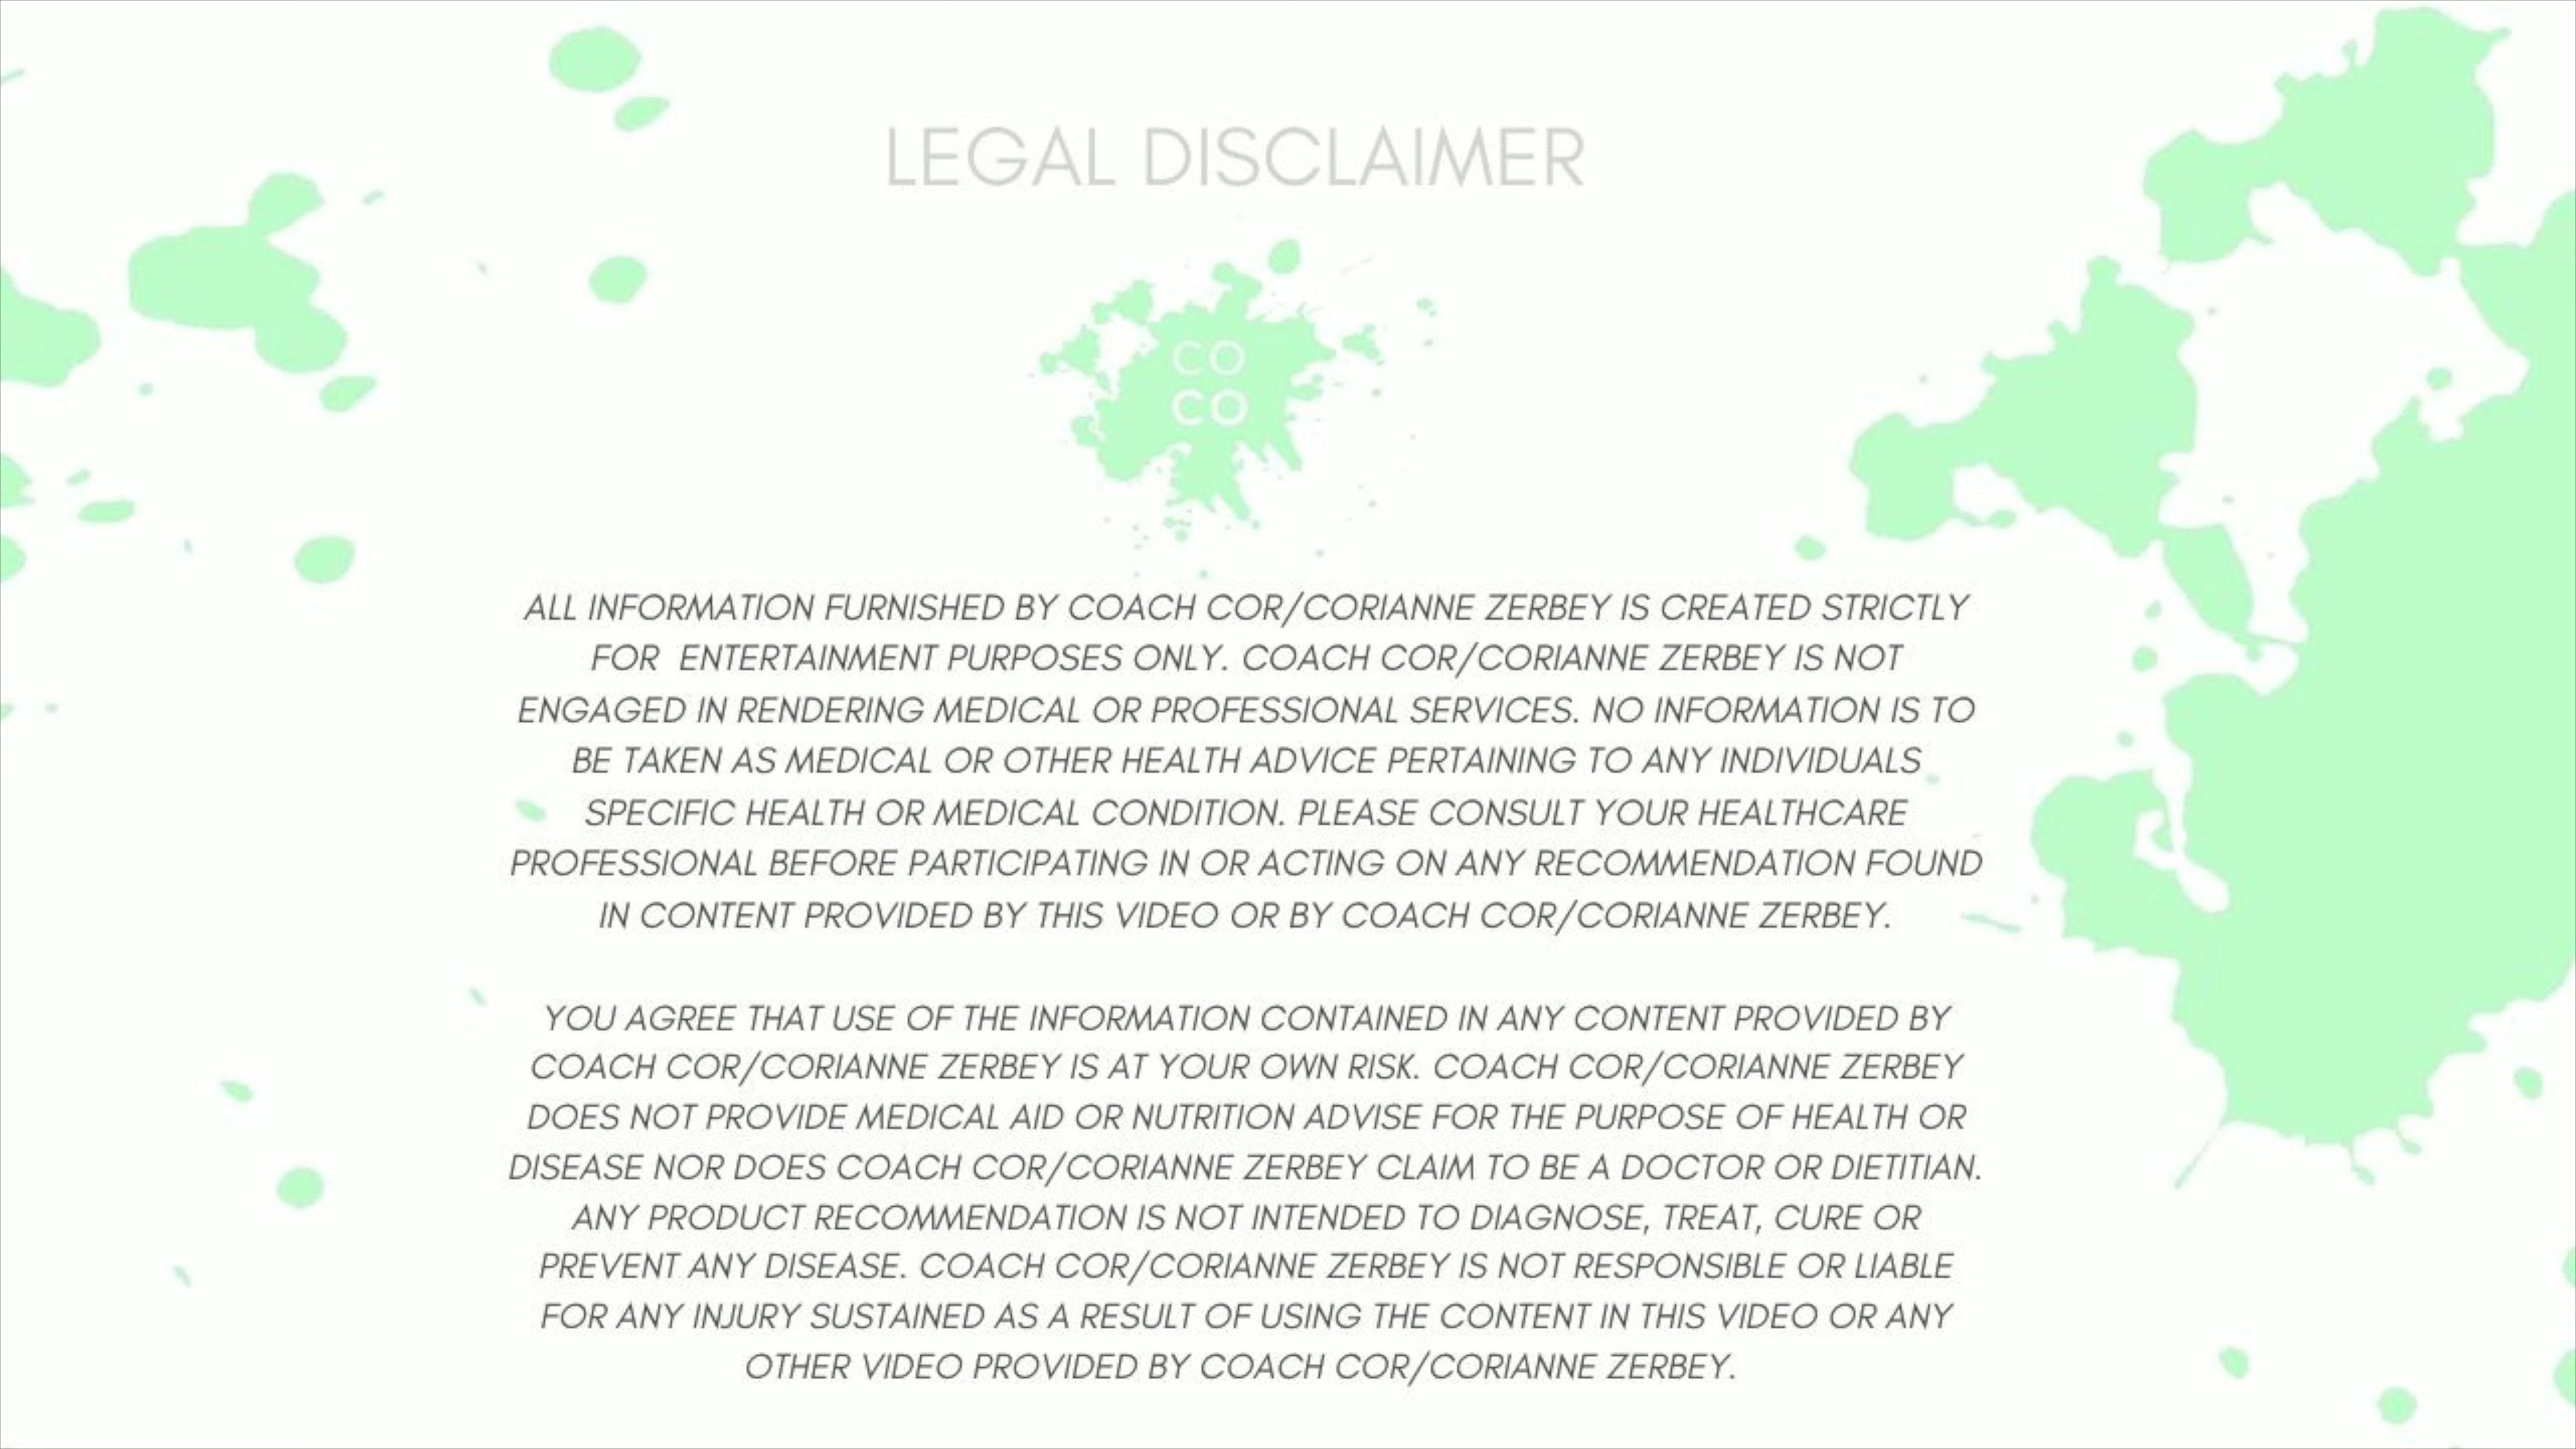 LEGAL DISCLAIMER
CO
CO
ALL INFORMATION FURNISHED BY COACH COR/CORIANNE ZERBEY IS CREATED STRICTLY
FOR ENTERTAINMENT PURPOSES ONLY. COACH COR/CORIANNE ZERBEY IS NOT
ENGAGED IN RENDERING MEDICAL OR PROFESSIONAL SERVICES. NO INFORMATION IS TO
BE TAKEN AS MEDICAL OR OTHER HEALTH ADVICE PERTAINING TO ANY INDIVIDUALS
SPECIFIC HEALTH OR MEDICAL CONDITION. PLEASE CONSULT YOUR HEALTHCARE
PROFESSIONAL BEFORE PARTICIPATING IN OR ACTING ON ANY RECOMMENDATION FOUND
IN CONTENT PROVIDED BY THIS VIDEO OR BY COACH COR/CORIANNE ZERBEY.
YOU AGREE THAT USE OF THE INFORMATION CONTAINED IN ANY CONTENT PROVIDED BY
COACH COR/CORIANNE ZERBEY IS AT YOUR OWN RISK. COACH COR/CORIANNE ZERBEY
DOES NOT PROVIDE MEDICAL AID OR NUTRITION ADVISE FOR THE PURPOSE OF HEALTH OR
DISEASE NOR DOES COACH COR/CORIANNE ZERBEY CLAIM TO BE A DOCTOR OR DIETITIAN.
ANY PRODUCT RECOMMENDATION IS NOT INTENDED TO DIAGNOSE, TREAT, CURE OR
PREVENT ANY DISEASE. COACH COR/CORIANNE ZERBEY IS NOT RESPONSIBLE OR LIABLE
FOR ANY INJURY SUSTAINED AS A RESULT OF USING THE CONTENT IN THIS VIDEO OR ANY
OTHER VIDEO PROVIDED BY COACH COR/CORIANNE ZERBEY.